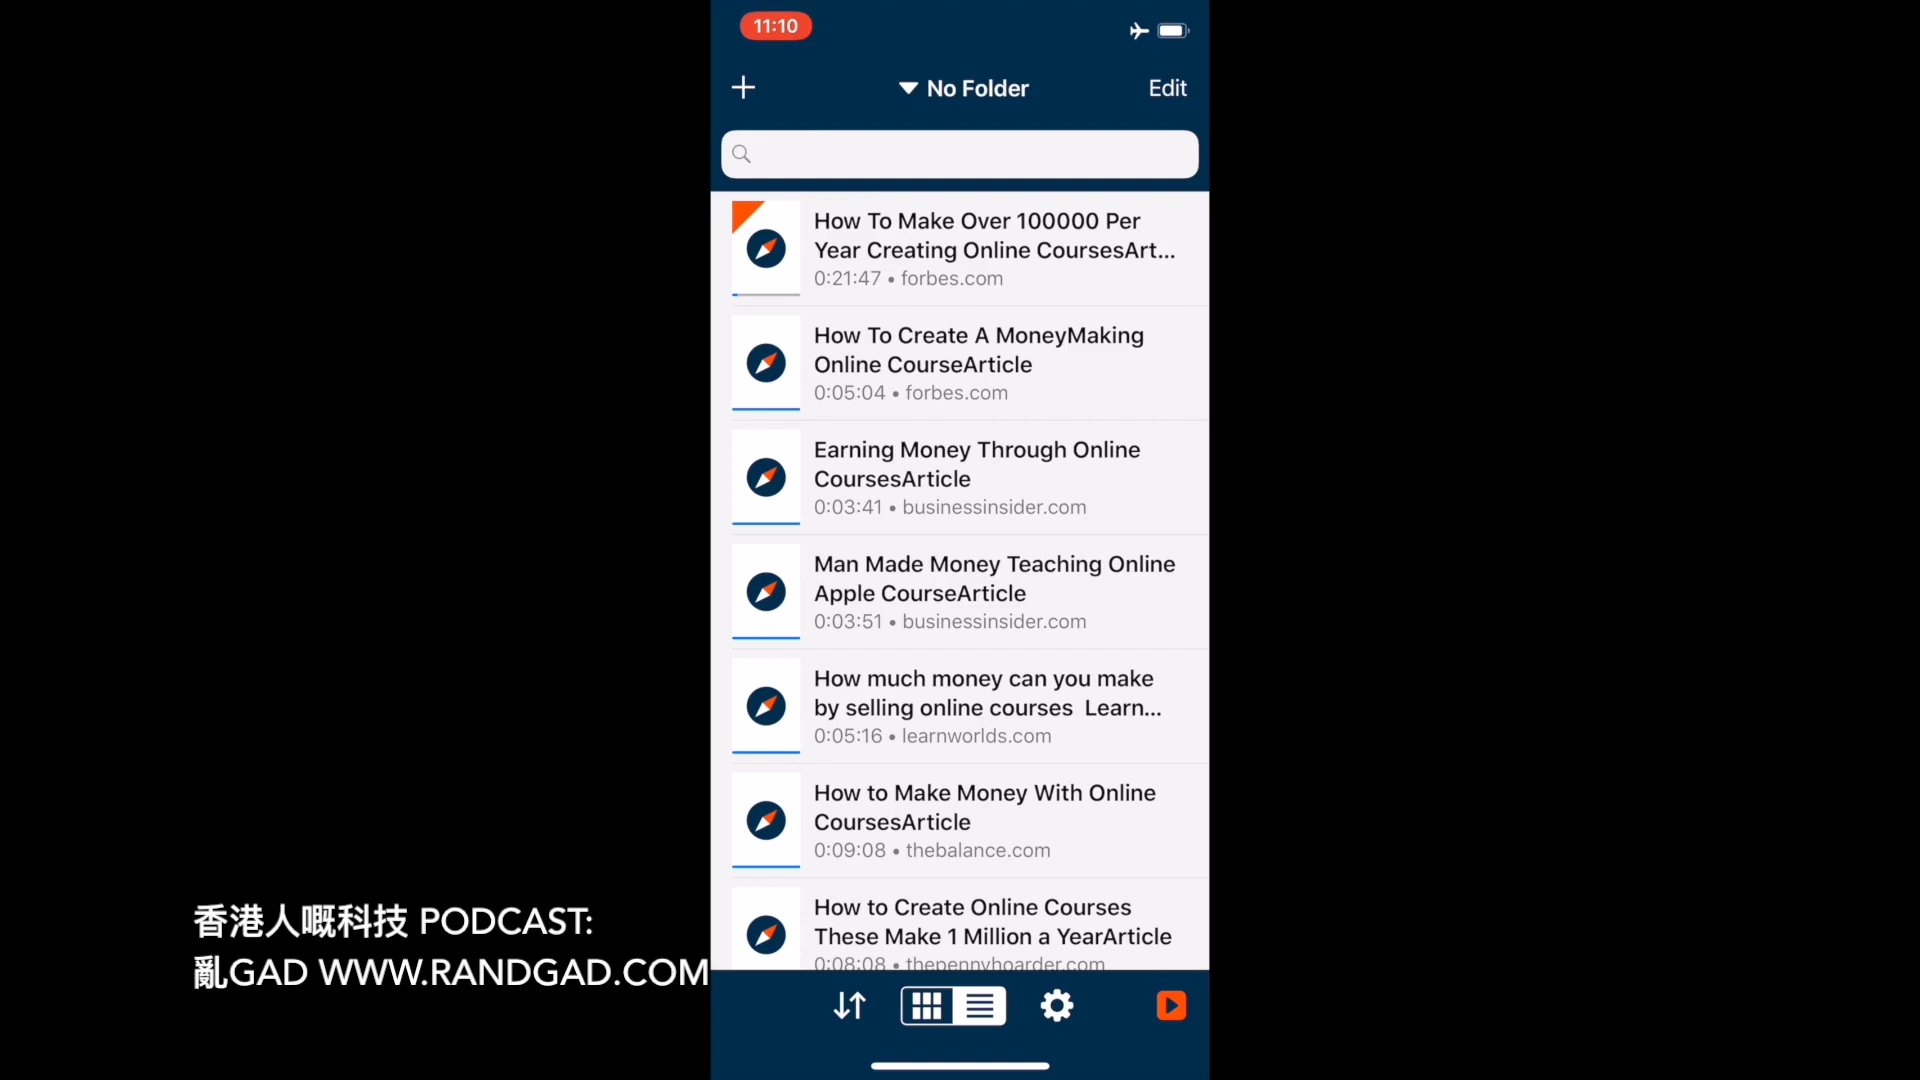 11:10
No Folder
Edit
How To Make Over 100000 Per
Year Creating Online CoursesArt...
0:21:47 • forbes.com
How To Create A MoneyMaking
Online CourseArticle
0:05:04 • forbes.com
Earning Money Through Online
CoursesArticle
0:03:41 • businessinsider.com
Man Made Money Teaching Online
Apple CourseArticle
0:03:51 • businessinsider.com
How much money can you make
by selling online courses  Learn...
0:05:16 • learnworlds.com
How to Make Money With Online
CoursesArticle
0:09:08 • thebalance.com
How to Create Online Courses
These Make 1 Million a YearArticle
0:08:08 • thepennyhoarder.com
香港人嘅科技 PODCAST:
亂GAD WWW.RANDGAD.COM